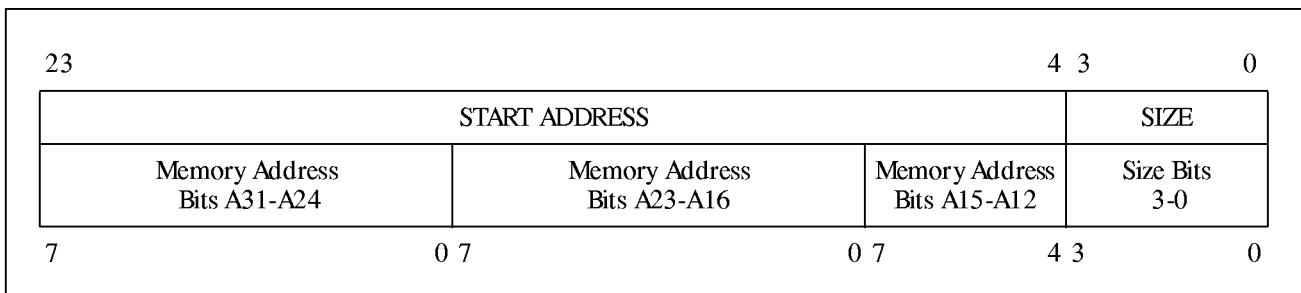 23 4 3 0
START ADDRESS SIZE
Memory Address Memory Address Memory Address Size Bits
Bits A31-A24 Bits A23-A16 Bits A15-A12 3-0
7 0 7 0 7 4 3 0